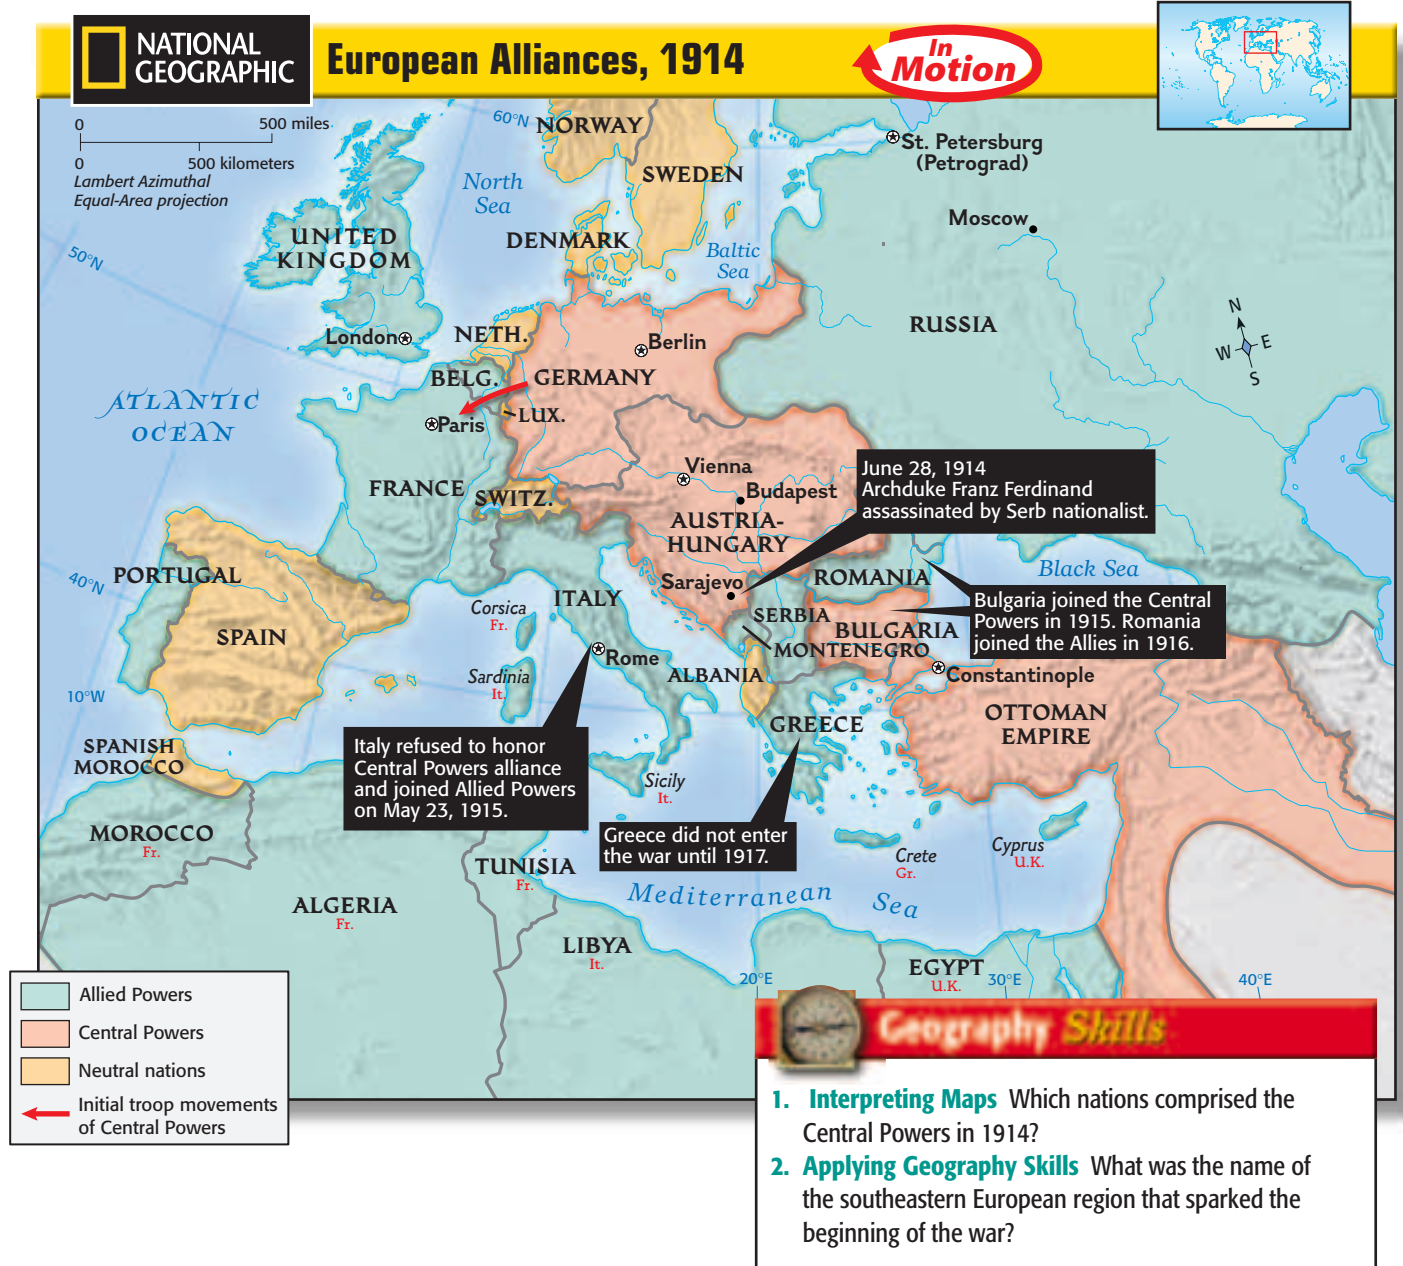 NATIONAL
GEOGRAPHIC
European Alliances, 1914
In
Motion
0
500 miles
0
500 kilometers
Lambert Azimuthal
Equal-Area projection
60°N
50°N
40°N
10°W
20°E
30°E
40°E
NORWAY
SWEDEN
St. Petersburg
(Petrograd)
North
Sea
Moscow
UNITED
KINGDOM
DENMARK
Baltic
Sea
RUSSIA
N
W
E
S
London
NETH.
Berlin
BELG.
GERMANY
ATLANTIC
OCEAN
Paris
LUX.
Vienna
Budapest
FRANCE
SWITZ.
AUSTRIA-
HUNGARY
June 28, 1914
Archduke Franz Ferdinand
assassinated by Serb nationalist.
PORTUGAL
SPAIN
Corsica
Fr.
ITALY
Sarajevo
ROMANIA
Black Sea
SERBIA
BULGARIA
MONTENEGRO
Bulgaria joined the Central
Powers in 1915. Romania
joined the Allies in 1916.
Sardinia
It.
Rome
ALBANIA
Constantinople
GREECE
OTTOMAN
EMPIRE
SPANISH
MOROCCO
Italy refused to honor
Central Powers alliance
and joined Allied Powers
on May 23, 1915.
Sicily
It.
Greece did not enter
the war until 1917.
MOROCCO
Fr.
TUNISIA
Fr.
Crete
Gr.
Cyprus
U.K.
ALGERIA
Fr.
Mediterranean
Sea
LIBYA
It.
EGYPT
U.K.
Allied Powers
Central Powers
Neutral nations
Initial troop movements
of Central Powers
Geography Skills
1. Interpreting Maps Which nations comprised the
Central Powers in 1914?
2. Applying Geography Skills What was the name of
the southeastern European region that sparked the
beginning of the war?